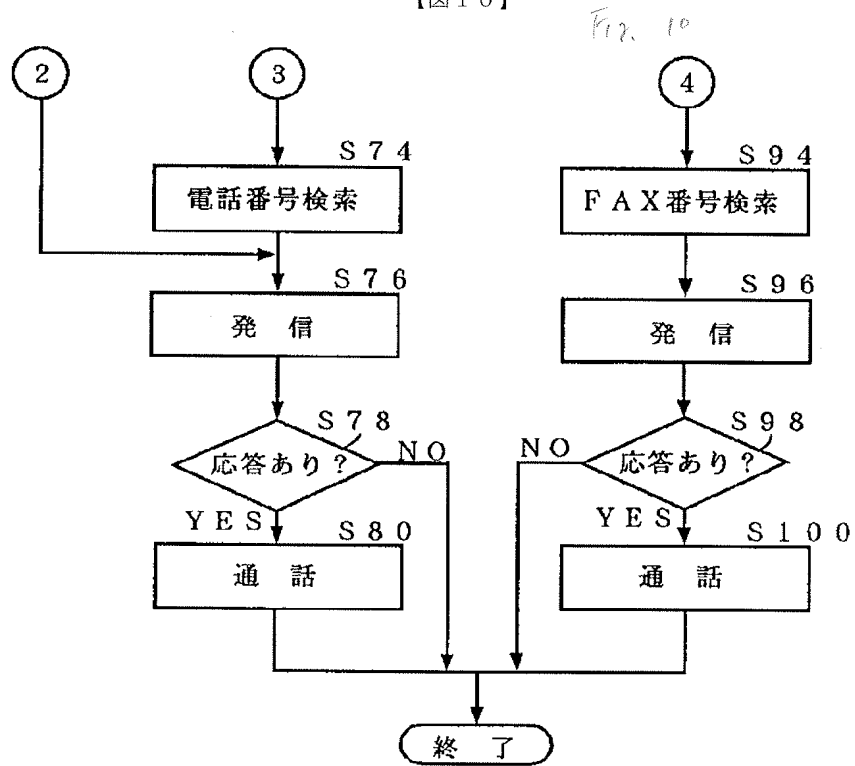 【図10】
Fig. 10
2
3
4
S74
電話番号検索
S94
FAX番号検索
S76
発 信
S96
発 信
S78
応答あり?
NO
YES
S98
応答あり?
NO
YES
S80
通 話
S100
通 話
終 了